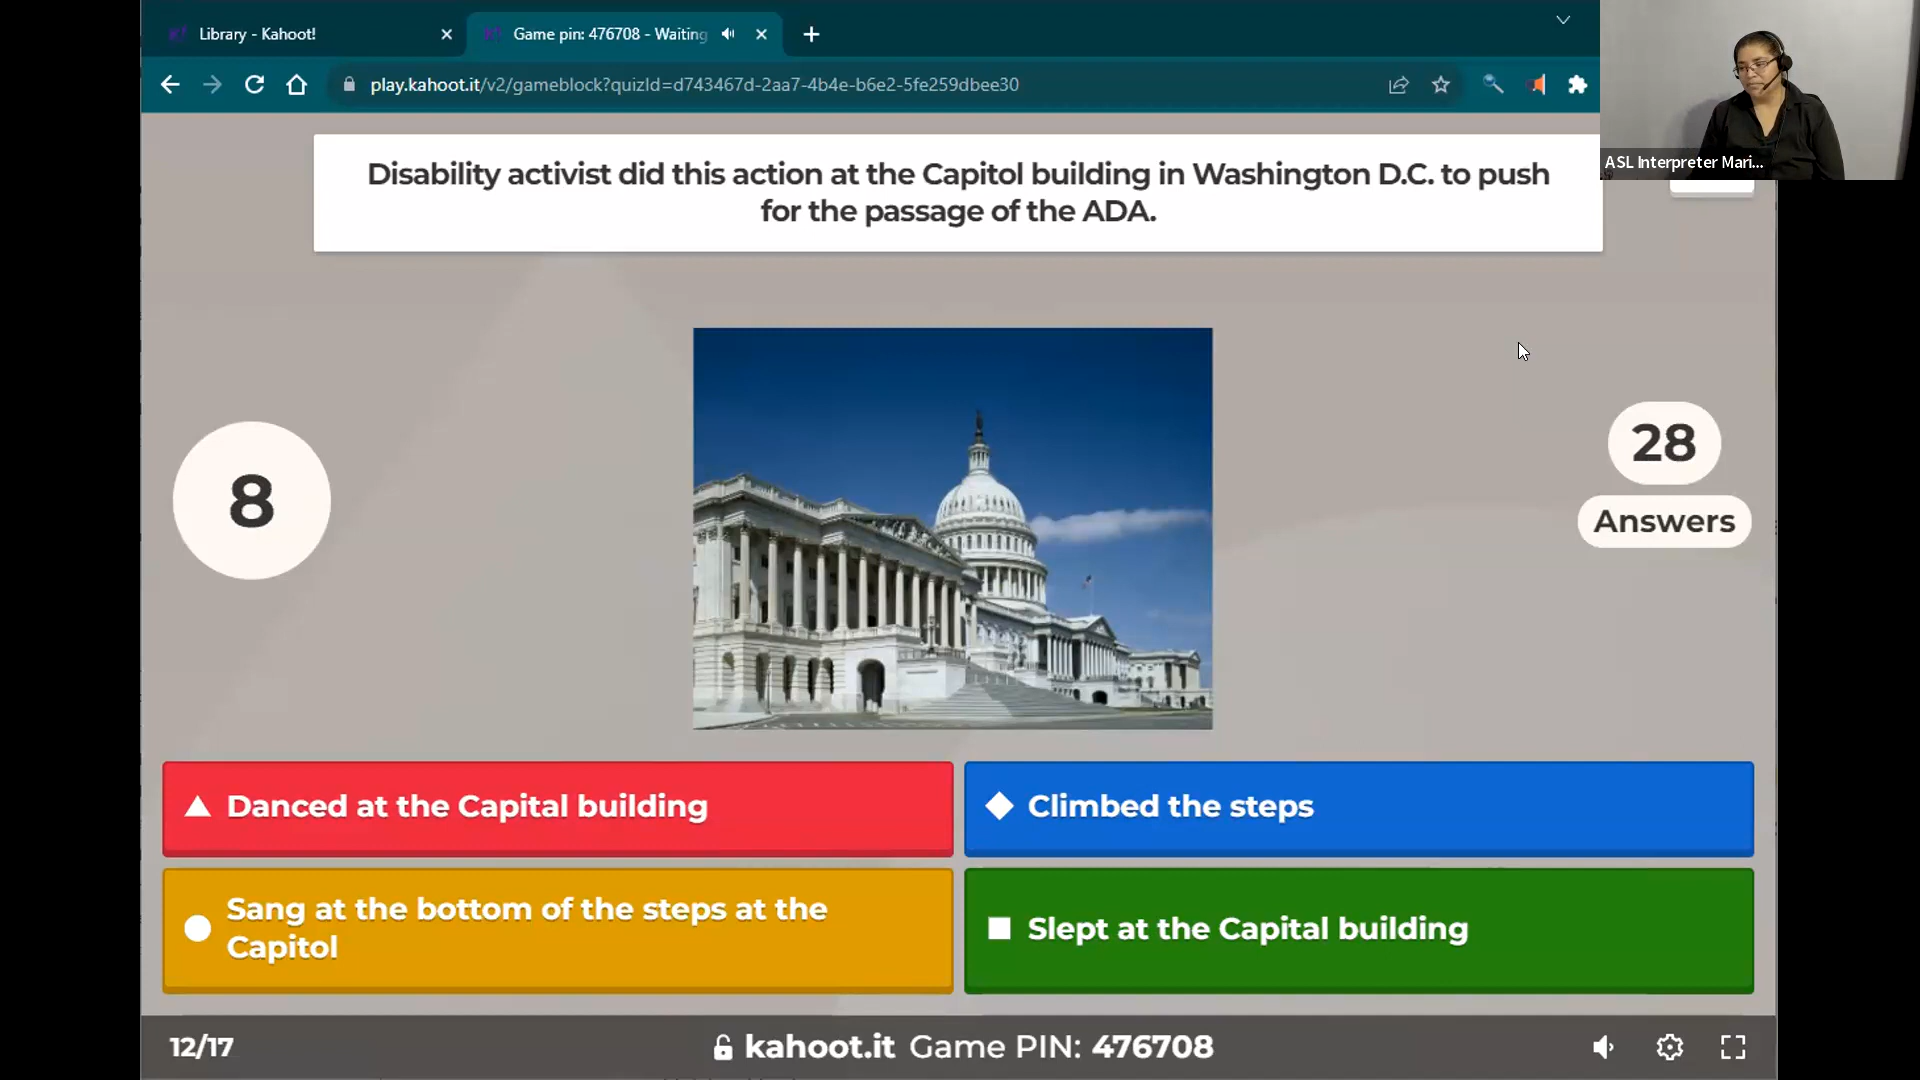 Library - Kahoot!
Game pin: 476708 - Waiting
play.kahoot.it/v2/gameblock?quizId=d743467d-2aa7-4b4e-b6e2-5fe259dbee30
ASL Interpreter Mari...
Disability activist did this action at the Capitol building in Washington D.C. to push
for the passage of the ADA.
8
28
Answers
Danced at the Capital building
Climbed the steps
Sang at the bottom of the steps at the
Capitol
Slept at the Capital building
12/17
kahoot.it Game PIN: 476708